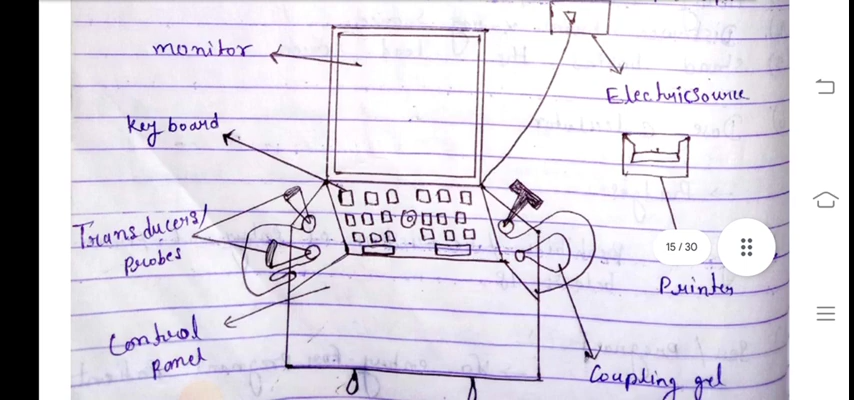 monitor
Electricsource
Key board
Transducers/
Probes
15 / 30
Printer
Control
Panel
Coupling gel